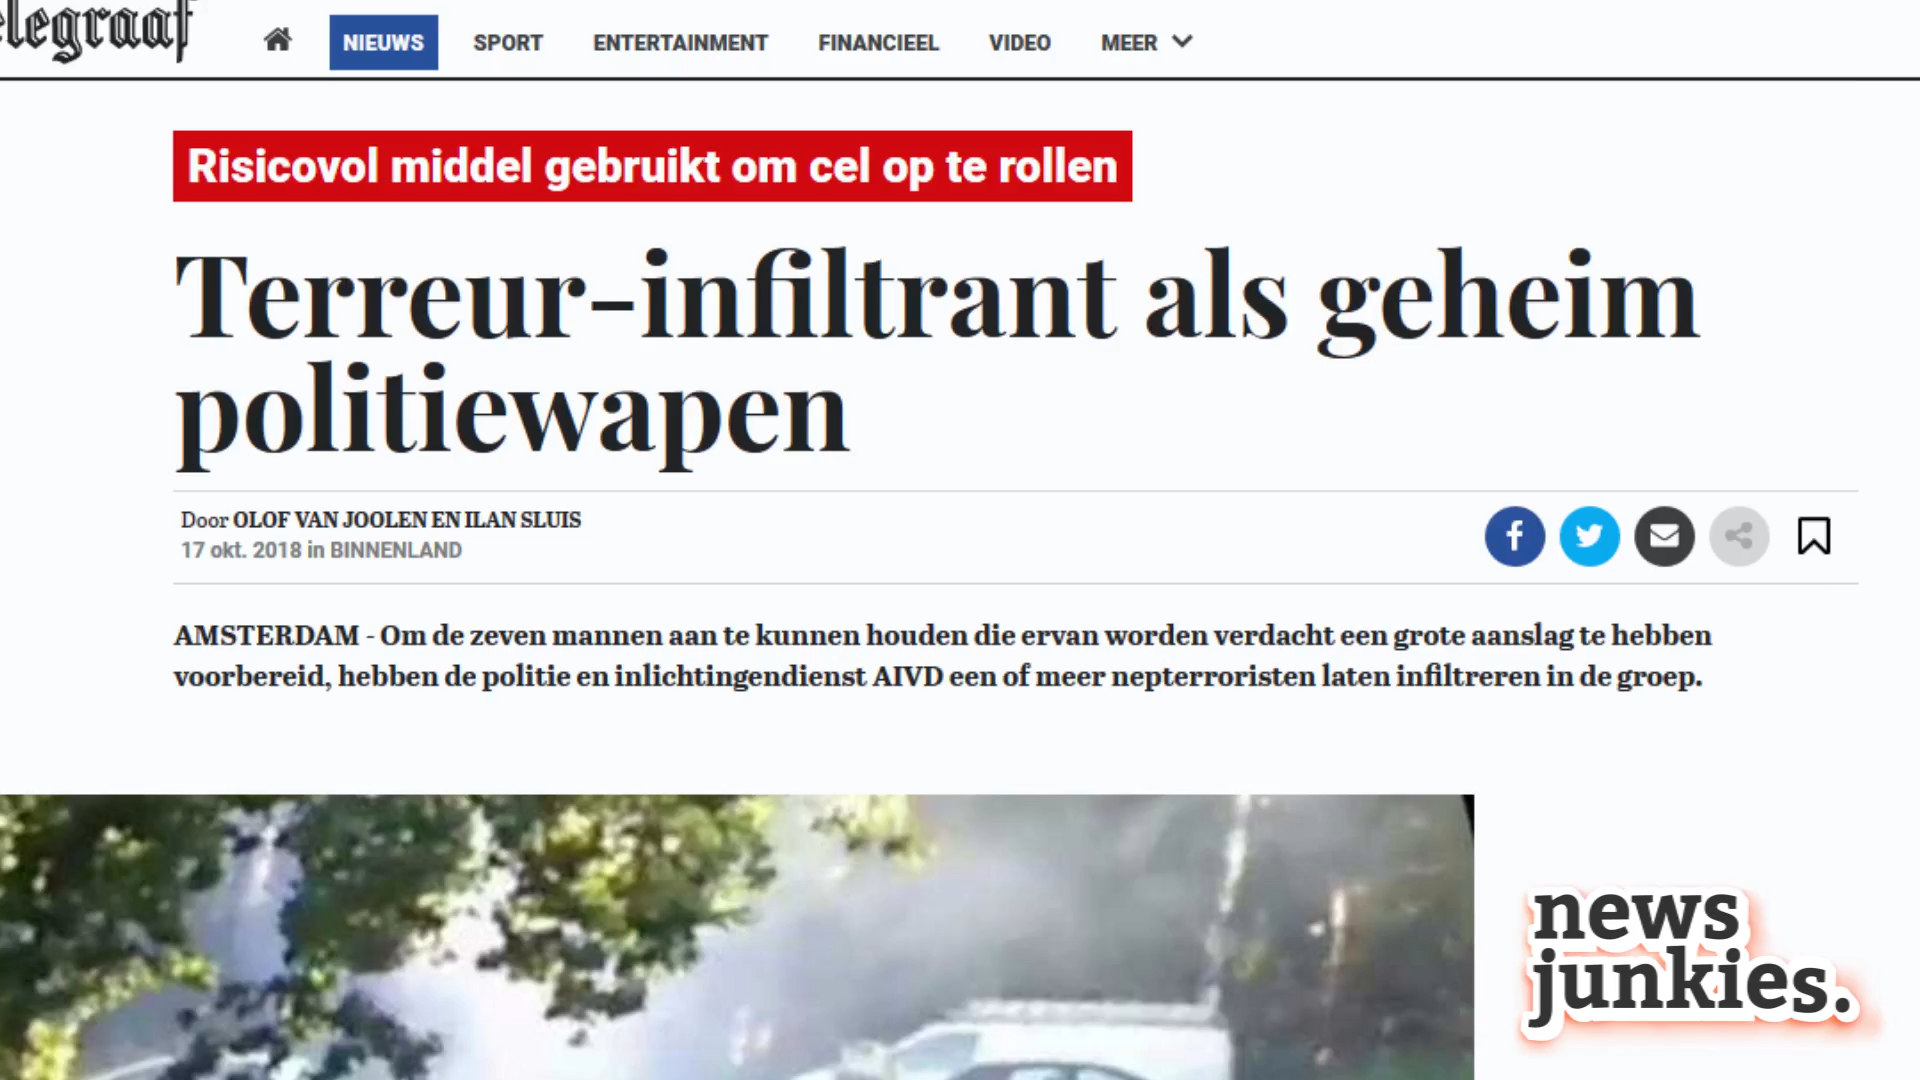 elegraaf
NIEUWS SPORT ENTERTAINMENT FINANCIEEL VIDEO MEER
Risicovol middel gebruikt om cel op te rollen
Terreur-infiltrant als geheim
politiewapen
Door OLOF VAN JOOLEN EN ILAN SLUIS
17 okt. 2018 in BINNENLAND
AMSTERDAM - Om de zeven mannen aan te kunnen houden die ervan worden verdacht een grote aanslag te hebben
voorbereid, hebben de politie en inlichtingendienst AIVD een of meer nepterroristen laten infiltreren in de groep.
news
junkies.